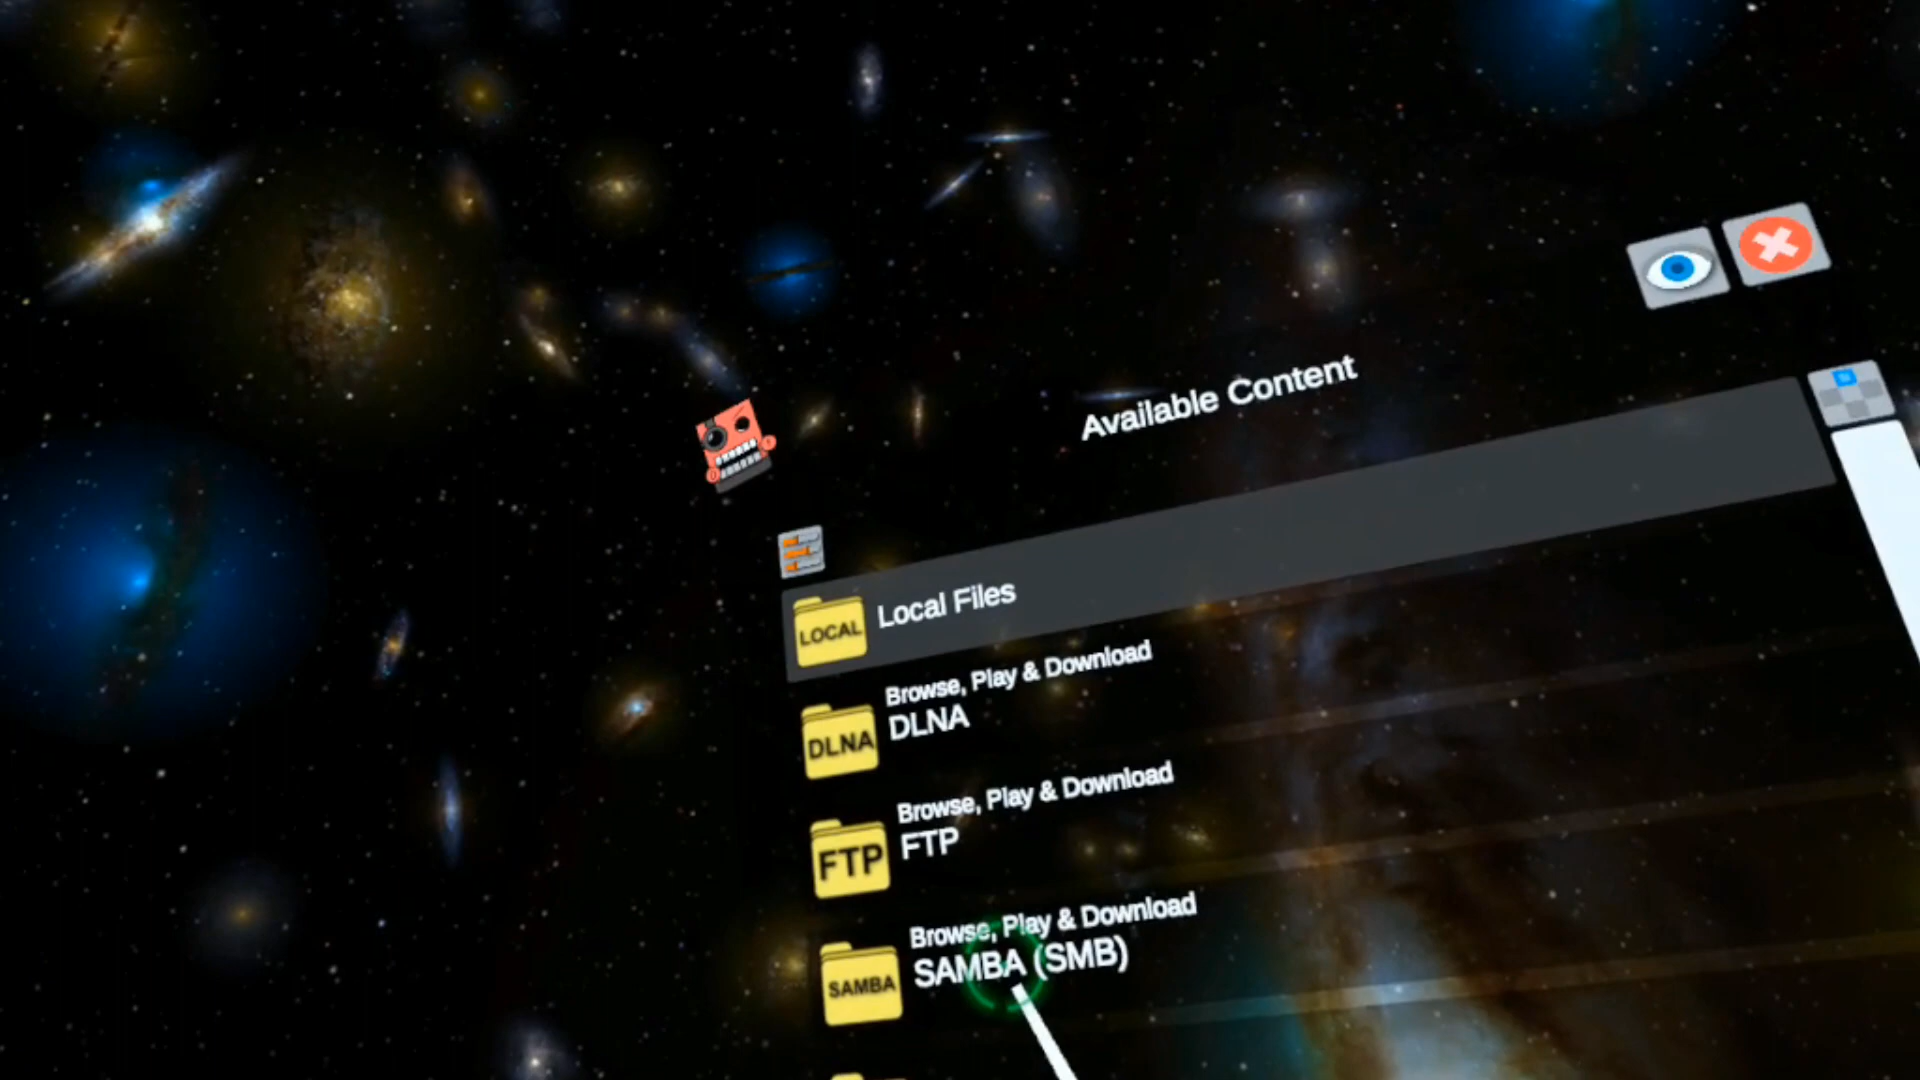 Available Content
LOCAL
Local Files
Browse, Play & Download
DLNA
DLNA
Browse, Play & Download
FTP
FTP
Browse, Play & Download
SAMBA
SAMBA (SMB)